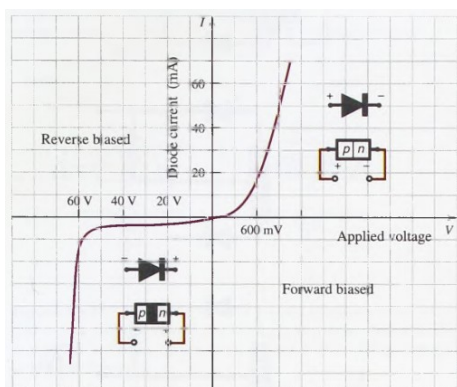 I
Diode current (mA)
60
40
20
Reverse biased
+ −
p n
+ −
60 V 40 V 20 V
600 mV
Applied voltage
V
− +
p n
− +
Forward biased